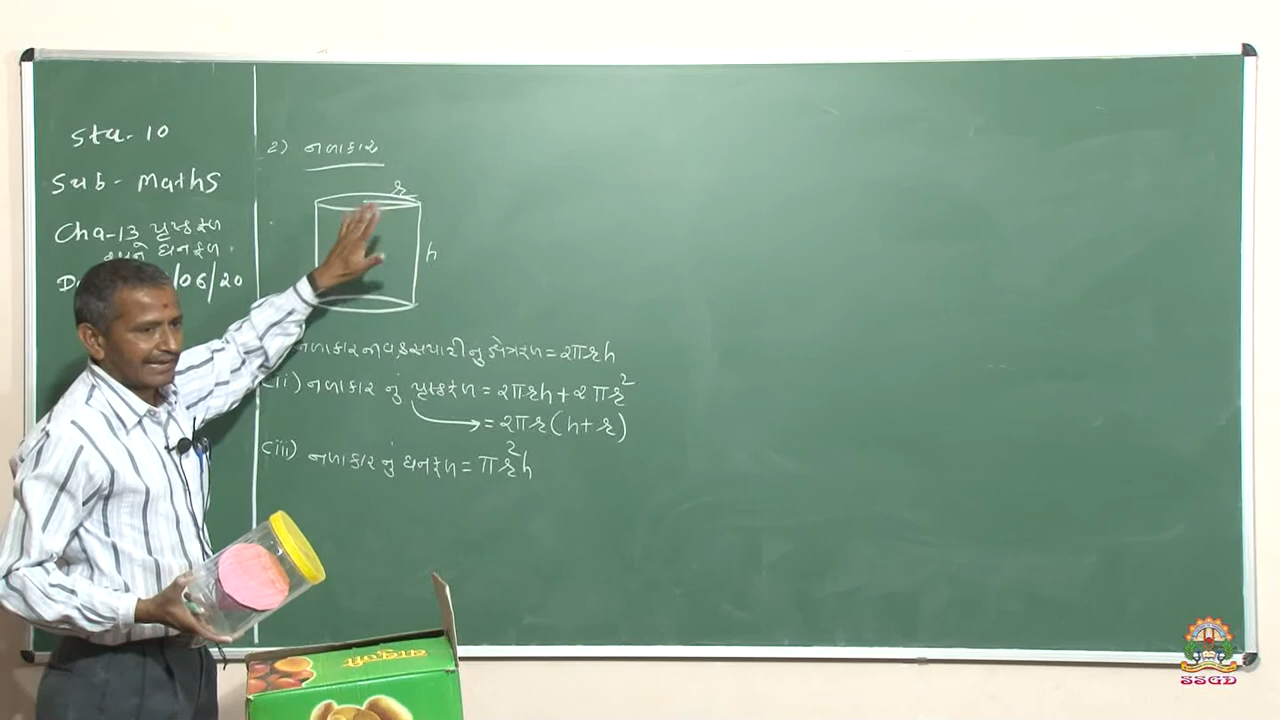 Std-10
Sub- Maths
Cha-13 પૃષ્ઠફળ
અને ઘનફળ
/06/20
2) નળાકાર
r
h
નળાકાર ના વક્રસપાટીનું ક્ષેત્રફળ = 2πrh
(ii) નળાકાર નું પૃષ્ઠફળ = 2πrh + 2πr²
= 2πr(h+r)
(iii) નળાકાર નું ઘનફળ = πr²h
SSGD